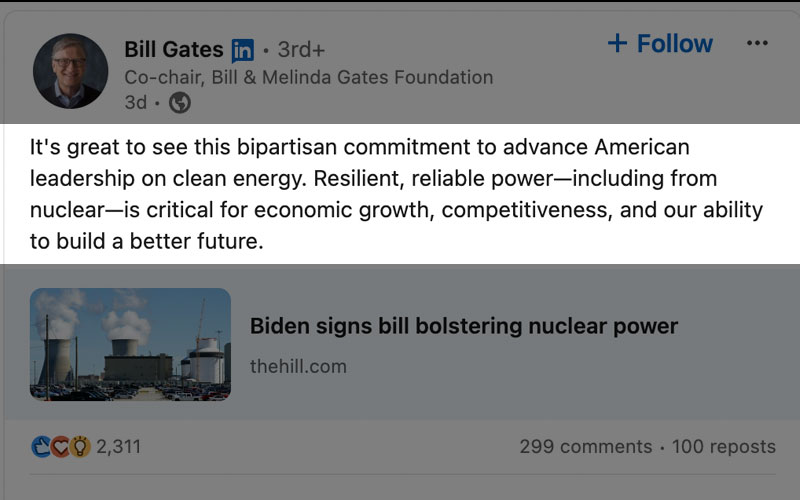 Bill Gates in • 3rd+
+ Follow
Co-chair, Bill & Melinda Gates Foundation
3d •
It's great to see this bipartisan commitment to advance American
leadership on clean energy. Resilient, reliable power—including from
nuclear—is critical for economic growth, competitiveness, and our ability
to build a better future.
Biden signs bill bolstering nuclear power
thehill.com
2,311
299 comments • 100 reposts